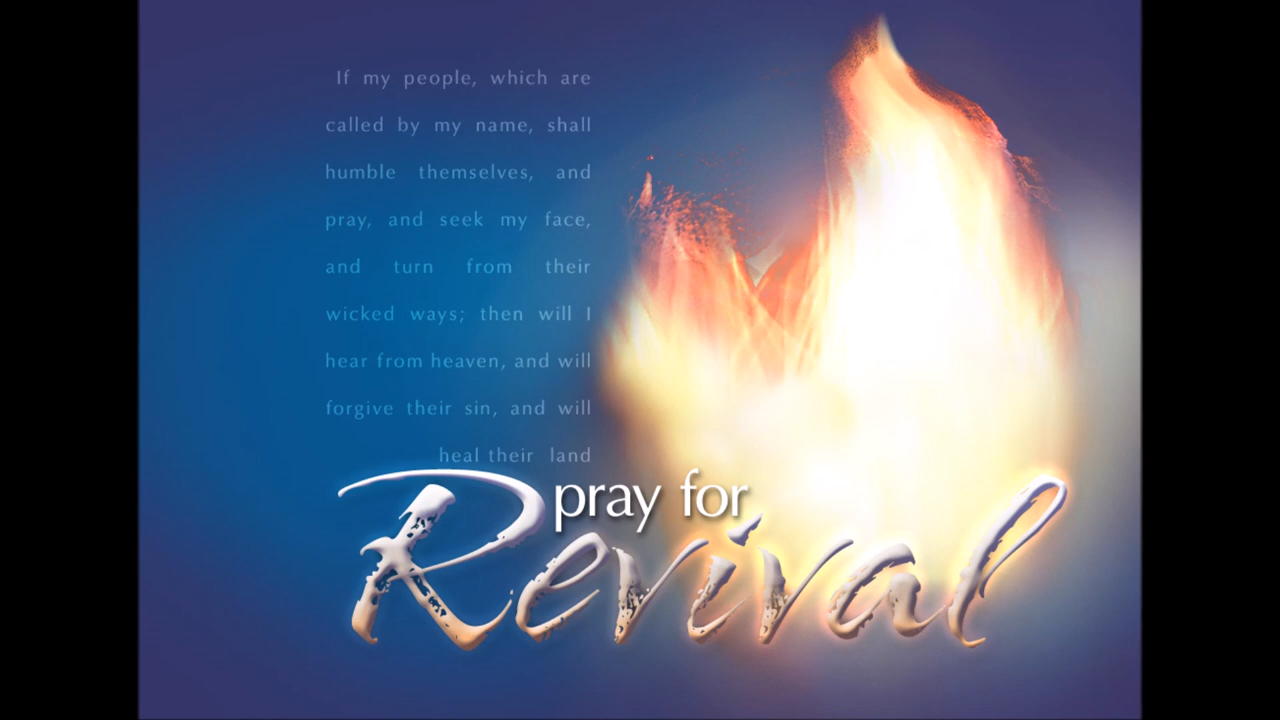 If my people, which are
called by my name, shall
humble themselves, and
pray, and seek my face,
and turn from their
wicked ways; then will I
hear from heaven, and will
forgive their sin, and will
heal their land
pray for
Revival